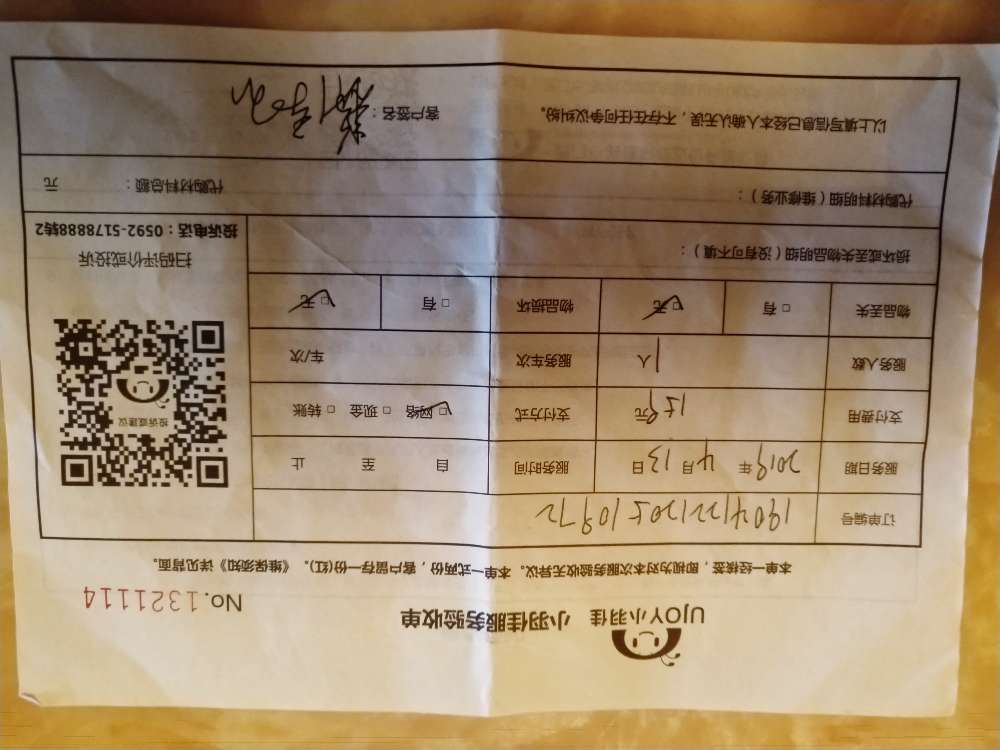 UJOY小羽佳 小羽佳服务验收单
No.1321114
本单一经接签，即视为对本次服务验收无异议。本单一式两份，客户留存一份(红)。《维保须知》详见背面。
订单编号
服务日期 2019年 4月 13日 服务时间 自 至 止
支付费用 159元 支付方式 □网络 □现金 □转账
服务人数 1人 服务车次 车/次
物品丢失 □有 □无 物品损坏 □有 □无
投诉或建议
扫码评价或投诉
投诉电话：0592-5178888转2
损坏或丢失物品明细（没有可不填）：
代购材料明细（维修业务）： 代购材料总额： 元
以上填写信息已经本人确认无误，不存在任何争议纠纷。 客户签名：